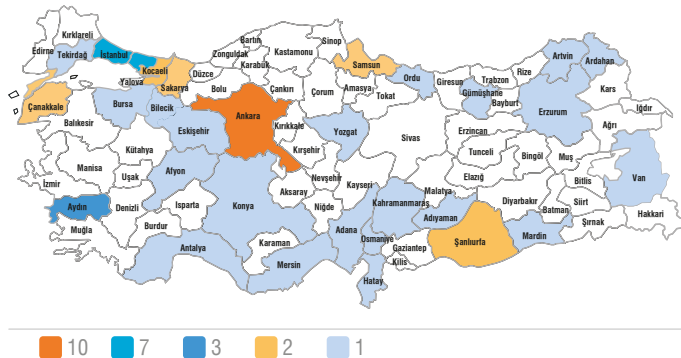 Kırklareli
Edirne
Tekirdağ
İstanbul
Kocaeli
Yalova
Sakarya
Düzce
Zonguldak
Bartın
Karabük
Kastamonu
Sinop
Samsun
Ordu
Giresun
Trabzon
Rize
Artvin
Ardahan
Gümüşhane
Bayburt
Kars
Iğdır
Çanakkale
Balıkesir
Bursa
Bilecik
Bolu
Çankırı
Çorum
Amasya
Tokat
Ankara
Kırıkkale
Yozgat
Sivas
Erzincan
Erzurum
Ağrı
Eskişehir
Kütahya
Kırşehir
Tunceli
Bingöl
Muş
Van
Manisa
Uşak
Afyon
İzmir
Nevşehir
Kayseri
Malatya
Elazığ
Bitlis
Aksaray
Niğde
Kahramanmaraş
Adıyaman
Diyarbakır
Batman
Siirt
Şırnak
Hakkari
Aydın
Denizli
Isparta
Konya
Muğla
Burdur
Antalya
Karaman
Mersin
Adana
Osmaniye
Gaziantep
Kilis
Şanlıurfa
Mardin
Hatay
10 7 3 2 1